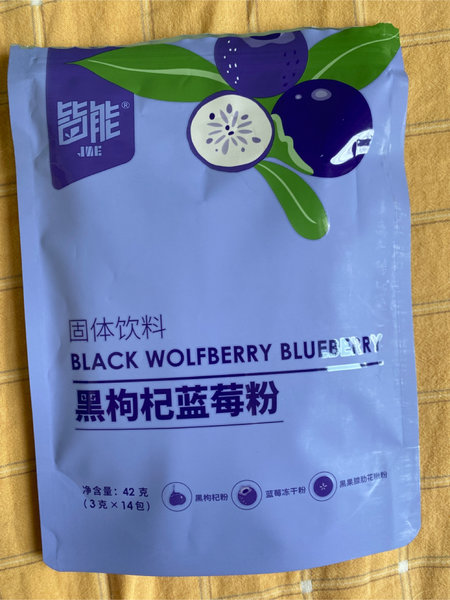 皆能®
JNE
固体饮料
BLACK WOLFBERRY BLUEBERRY
黑枸杞蓝莓粉
净含量：42 克
（3 克 × 14包）
黑枸杞粉
蓝莓冻干粉
黑果腺肋花楸粉